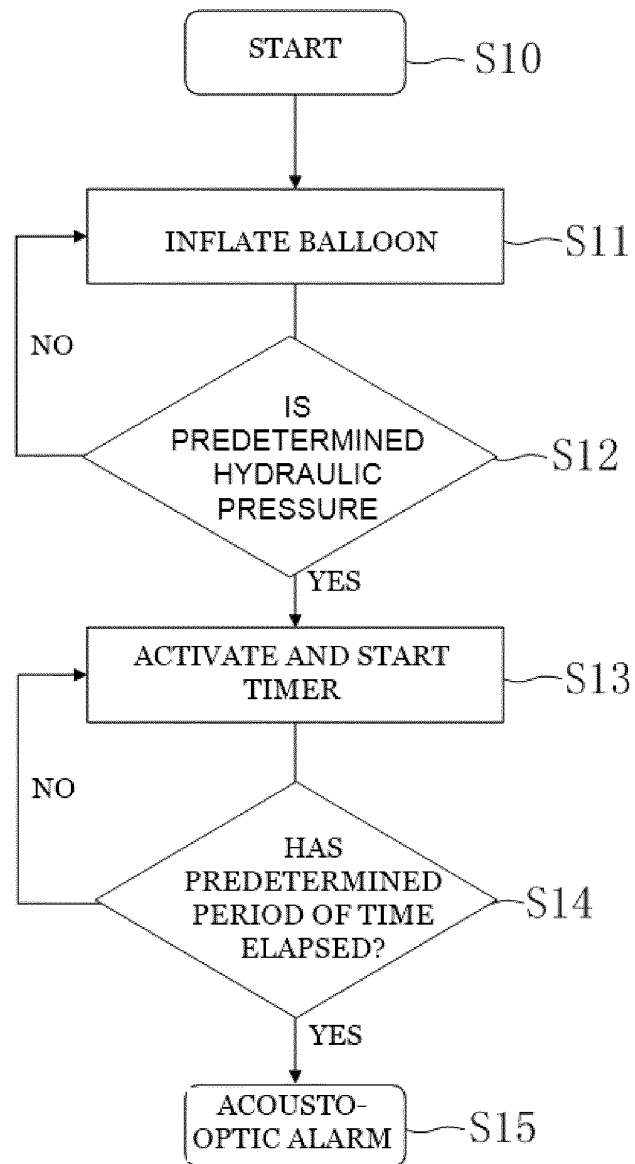 START
S10
INFLATE BALLOON
S11
NO
IS
PREDETERMINED
HYDRAULIC
PRESSURE
S12
YES
ACTIVATE AND START
TIMER
S13
NO
HAS
PREDETERMINED
PERIOD OF TIME
ELAPSED?
S14
YES
ACOUSTO-
OPTIC ALARM
S15